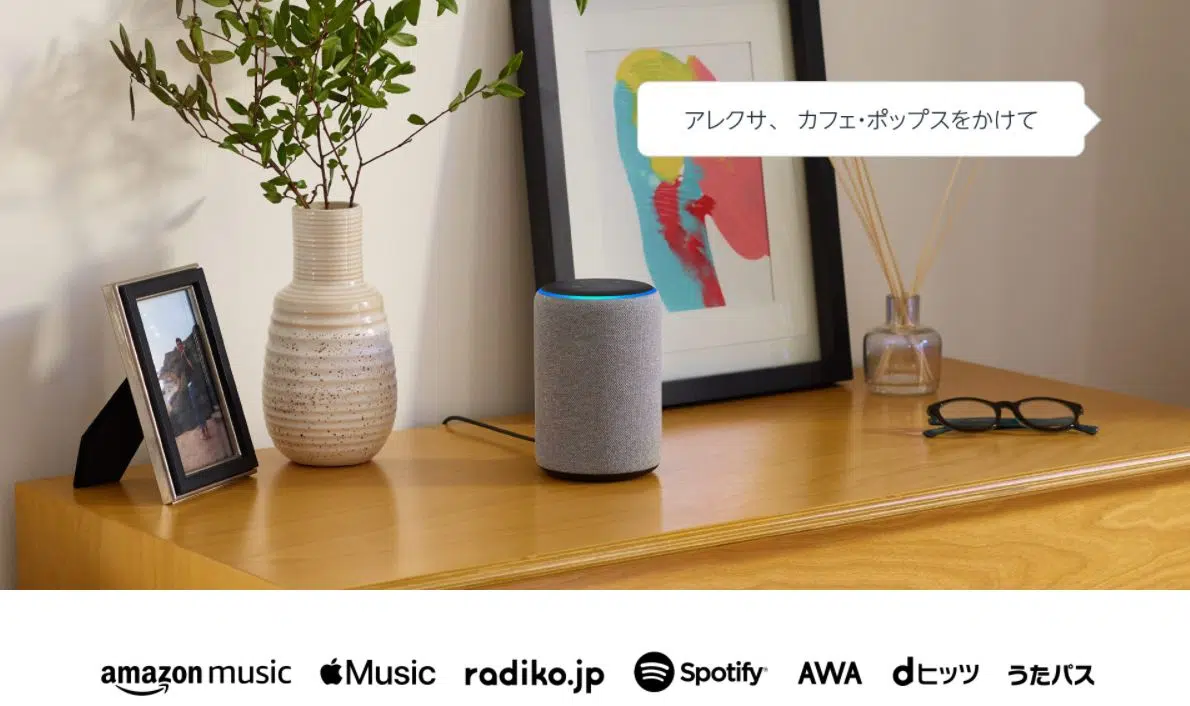 アレクサ、 カフェ・ポップスをかけて
amazon music
Music
radiko.jp
Spotify®
AWA
dヒッツ
うたパス